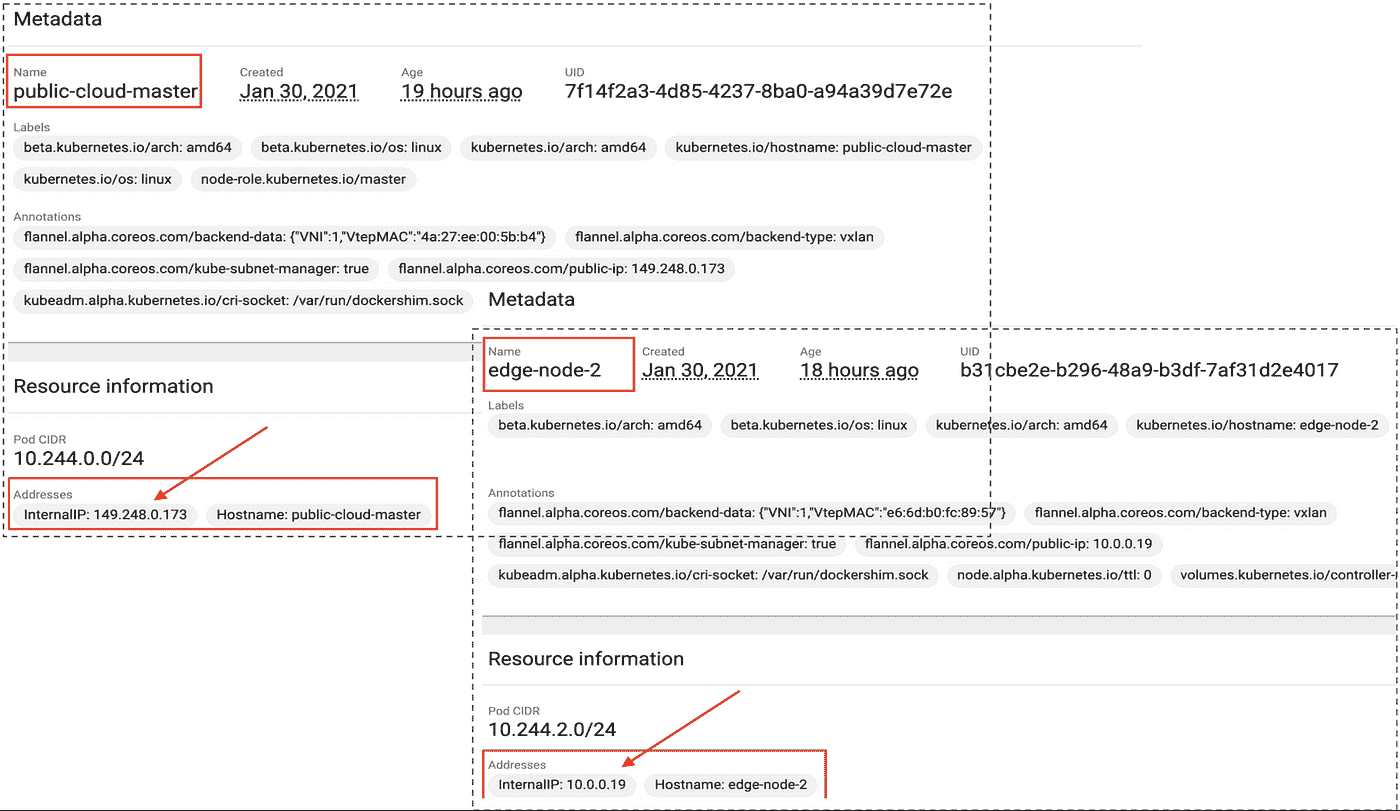 Metadata
Name Created Age UID
public-cloud-master Jan 30, 2021 19 hours ago 7f14f2a3-4d85-4237-8ba0-a94a39d7e72e
Labels
beta.kubernetes.io/arch: amd64 beta.kubernetes.io/os: linux kubernetes.io/arch: amd64 kubernetes.io/hostname: public-cloud-master
kubernetes.io/os: linux node-role.kubernetes.io/master
Annotations
flannel.alpha.coreos.com/backend-data: {"VNI":1,"VtepMAC":"4a:27:ee:00:5b:b4"} flannel.alpha.coreos.com/backend-type: vxlan
flannel.alpha.coreos.com/kube-subnet-manager: true flannel.alpha.coreos.com/public-ip: 149.248.0.173
kubeadm.alpha.kubernetes.io/cri-socket: /var/run/dockershim.sock
Resource information
Pod CIDR
10.244.0.0/24
Addresses
InternalIP: 149.248.0.173 Hostname: public-cloud-master
Metadata
Name Created Age UID
edge-node-2 Jan 30, 2021 18 hours ago b31cbe2e-b296-48a9-b3df-7af31d2e4017
Labels
beta.kubernetes.io/arch: amd64 beta.kubernetes.io/os: linux kubernetes.io/arch: amd64 kubernetes.io/hostname: edge-node-2
Annotations
flannel.alpha.coreos.com/backend-data: {"VNI":1,"VtepMAC":"e6:6d:b0:fc:89:57"} flannel.alpha.coreos.com/backend-type: vxlan
flannel.alpha.coreos.com/kube-subnet-manager: true flannel.alpha.coreos.com/public-ip: 10.0.0.19
kubeadm.alpha.kubernetes.io/cri-socket: /var/run/dockershim.sock node.alpha.kubernetes.io/ttl: 0 volumes.kubernetes.io/controller-
Resource information
Pod CIDR
10.244.2.0/24
Addresses
InternalIP: 10.0.0.19 Hostname: edge-node-2